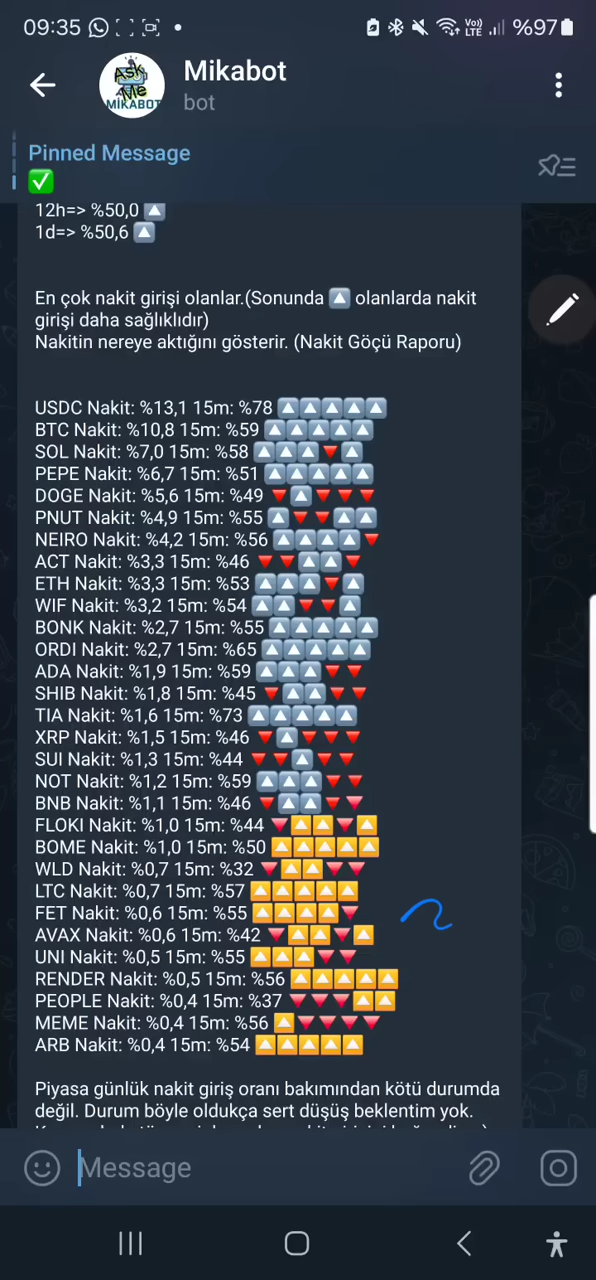 09:35 Vo)) LTE %97
Ask Me MİKABOT
Mikabot
bot
Pinned Message
✅
12h=> %50,0 🔼
1d=> %50,6 🔼
En çok nakit girişi olanlar.(Sonunda 🔼 olanlarda nakit
girişi daha sağlıklıdır)
Nakitin nereye aktığını gösterir. (Nakit Göçü Raporu)
USDC Nakit: %13,1 15m: %78 🔼🔼🔼🔼🔼
BTC Nakit: %10,8 15m: %59 🔼🔼🔼🔼🔼
SOL Nakit: %7,0 15m: %58 🔼🔼🔼🔻🔼
PEPE Nakit: %6,7 15m: %51 🔼🔼🔼🔼🔼
DOGE Nakit: %5,6 15m: %49 🔻🔼🔻🔻🔻
PNUT Nakit: %4,9 15m: %55 🔼🔻🔻🔼🔼
NEIRO Nakit: %4,2 15m: %56 🔼🔼🔼🔼🔻
ACT Nakit: %3,3 15m: %46 🔻🔻🔼🔼🔻
ETH Nakit: %3,3 15m: %53 🔼🔼🔼🔻🔼
WIF Nakit: %3,2 15m: %54 🔼🔼🔻🔻🔼
BONK Nakit: %2,7 15m: %55 🔼🔼🔼🔼🔼
ORDI Nakit: %2,7 15m: %65 🔼🔼🔼🔼🔼
ADA Nakit: %1,9 15m: %59 🔼🔼🔼🔻🔻
SHIB Nakit: %1,8 15m: %45 🔻🔼🔼🔻🔻
TIA Nakit: %1,6 15m: %73 🔼🔼🔼🔼🔼
XRP Nakit: %1,5 15m: %46 🔻🔼🔻🔻🔻
SUI Nakit: %1,3 15m: %44 🔻🔻🔼🔻🔻
NOT Nakit: %1,2 15m: %59 🔼🔼🔼🔻🔻
BNB Nakit: %1,1 15m: %46 🔻🔼🔼🔻🔻
FLOKI Nakit: %1,0 15m: %44 🔻🔼🔼🔻🔼
BOME Nakit: %1,0 15m: %50 🔼🔼🔼🔼🔼
WLD Nakit: %0,7 15m: %32 🔻🔼🔼🔻🔻
LTC Nakit: %0,7 15m: %57 🔼🔼🔼🔼🔼
FET Nakit: %0,6 15m: %55 🔼🔼🔼🔼🔻
AVAX Nakit: %0,6 15m: %42 🔻🔼🔼🔻🔼
UNI Nakit: %0,5 15m: %55 🔼🔼🔼🔻🔻
RENDER Nakit: %0,5 15m: %56 🔼🔼🔼🔼🔼
PEOPLE Nakit: %0,4 15m: %37 🔻🔻🔻🔼🔼
MEME Nakit: %0,4 15m: %56 🔼🔻🔻🔻🔻
ARB Nakit: %0,4 15m: %54 🔼🔼🔼🔼🔼
Piyasa günlük nakit giriş oranı bakımından kötü durumda
değil. Durum böyle oldukça sert düşüş beklentim yok.
Message